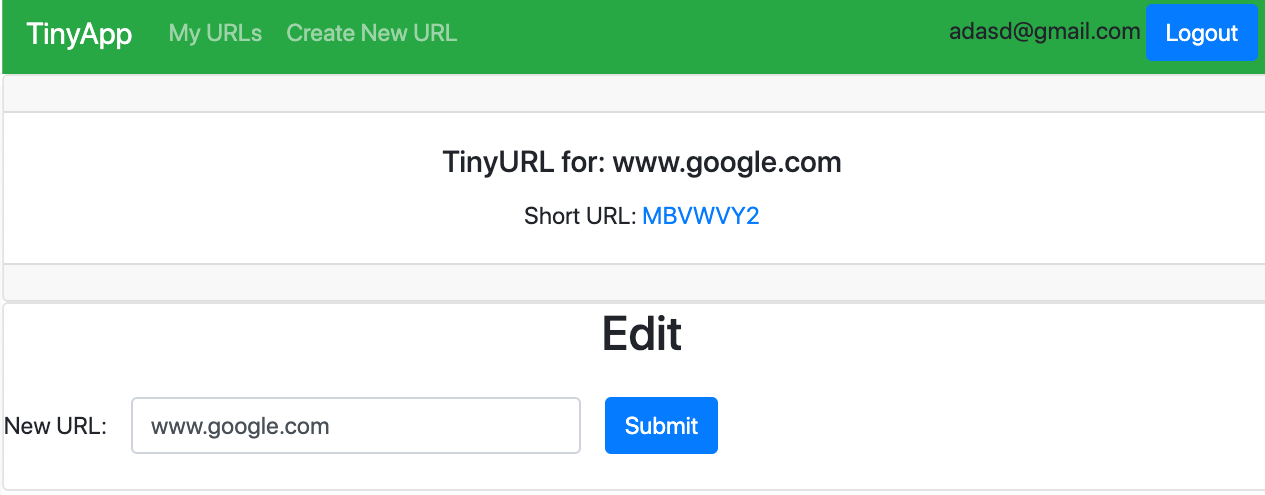 TinyApp My URLs Create New URL adasd@gmail.com Logout
TinyURL for: www.google.com
Short URL: MBVWVY2
Edit
New URL: www.google.com Submit